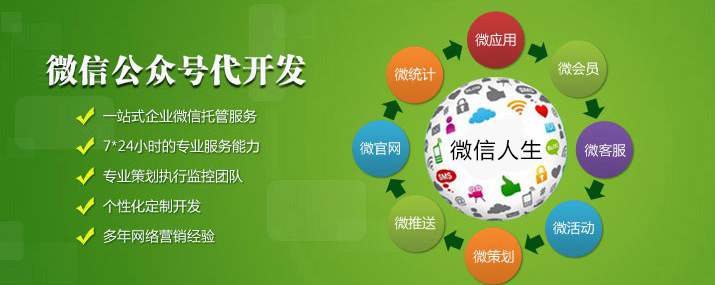 微信公众号代开发
一站式企业微信托管服务
7*24小时的专业服务能力
专业策划执行监控团队
个性化定制开发
多年网络营销经验
微应用
微会员
微客服
微活动
微策划
微推送
微官网
微统计
微信人生
SMS
BLOG
SMS